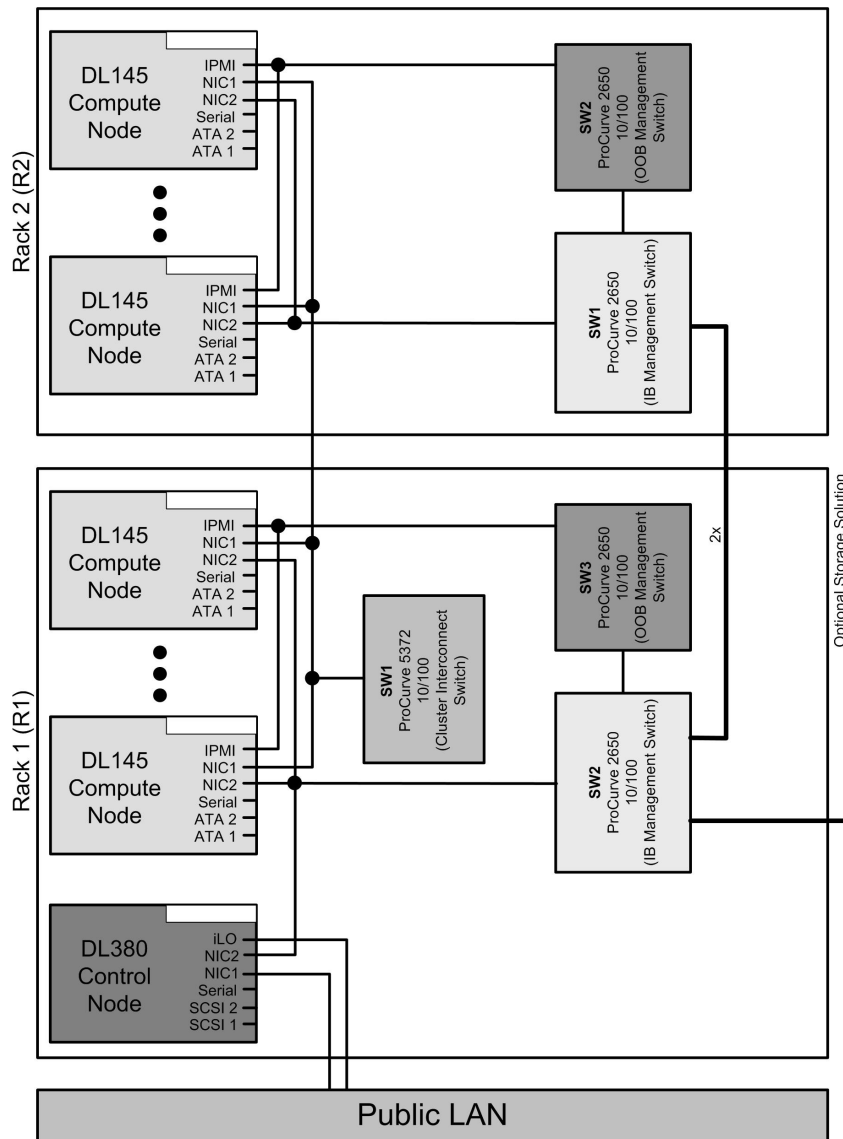 Rack 2 (R2)
DL145
Compute
Node
IPMI
NIC1
NIC2
Serial
ATA 2
ATA 1
SW2
ProCurve 2650
10/100
(OOB Management
Switch)
DL145
Compute
Node
IPMI
NIC1
NIC2
Serial
ATA 2
ATA 1
SW1
ProCurve 2650
10/100
(IB Management Switch)
Rack 1 (R1)
DL145
Compute
Node
IPMI
NIC1
NIC2
Serial
ATA 2
ATA 1
SW3
ProCurve 2650
10/100
(OOB Management
Switch)
2x
Optional Storage Solution
SW1
ProCurve 5372
10/100
(Cluster Interconnect
Switch)
DL145
Compute
Node
IPMI
NIC1
NIC2
Serial
ATA 2
ATA 1
SW2
ProCurve 2650
10/100
(IB Management Switch)
DL380
Control
Node
iLO
NIC2
NIC1
Serial
SCSI 2
SCSI 1
Public LAN